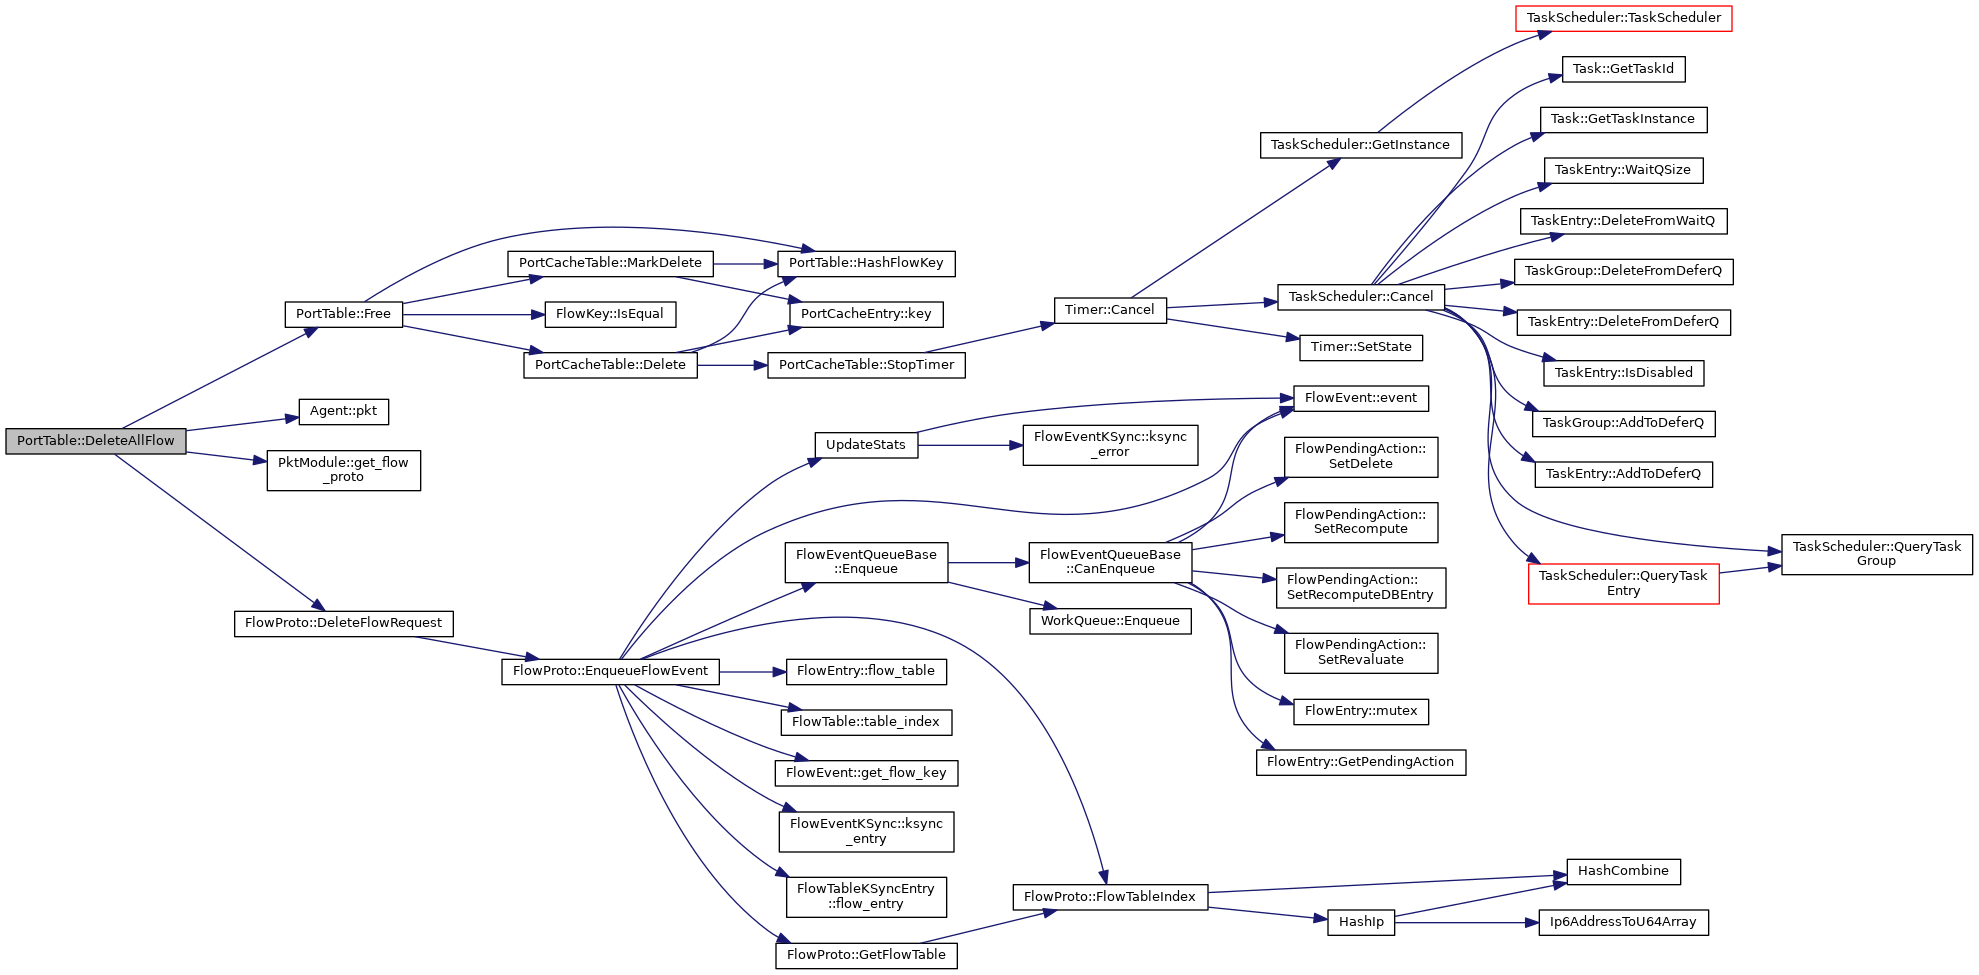 TaskScheduler::TaskScheduler
Task::GetTaskId
Task::GetTaskInstance
TaskScheduler::GetInstance
TaskEntry::WaitQSize
TaskEntry::DeleteFromWaitQ
PortCacheTable::MarkDelete
PortTable::HashFlowKey
TaskGroup::DeleteFromDeferQ
TaskScheduler::Cancel
PortTable::Free
FlowKey::IsEqual
PortCacheEntry::key
Timer::Cancel
TaskEntry::DeleteFromDeferQ
Timer::SetState
PortCacheTable::Delete
PortCacheTable::StopTimer
TaskEntry::IsDisabled
FlowEvent::event
Agent::pkt
TaskGroup::AddToDeferQ
PortTable::DeleteAllFlow
UpdateStats
FlowEventKSync::ksync
_error
FlowPendingAction::
SetDelete
PktModule::get_flow
_proto
TaskEntry::AddToDeferQ
FlowPendingAction::
SetRecompute
FlowEventQueueBase
::Enqueue
FlowEventQueueBase
::CanEnqueue
TaskScheduler::QueryTask
Group
FlowPendingAction::
SetRecomputeDBEntry
TaskScheduler::QueryTask
Entry
FlowProto::DeleteFlowRequest
WorkQueue::Enqueue
FlowPendingAction::
SetRevaluate
FlowProto::EnqueueFlowEvent
FlowEntry::flow_table
FlowTable::table_index
FlowEntry::mutex
FlowEvent::get_flow_key
FlowEntry::GetPendingAction
FlowEventKSync::ksync
_entry
FlowTableKSyncEntry
::flow_entry
FlowProto::FlowTableIndex
HashCombine
HashIp
Ip6AddressToU64Array
FlowProto::GetFlowTable